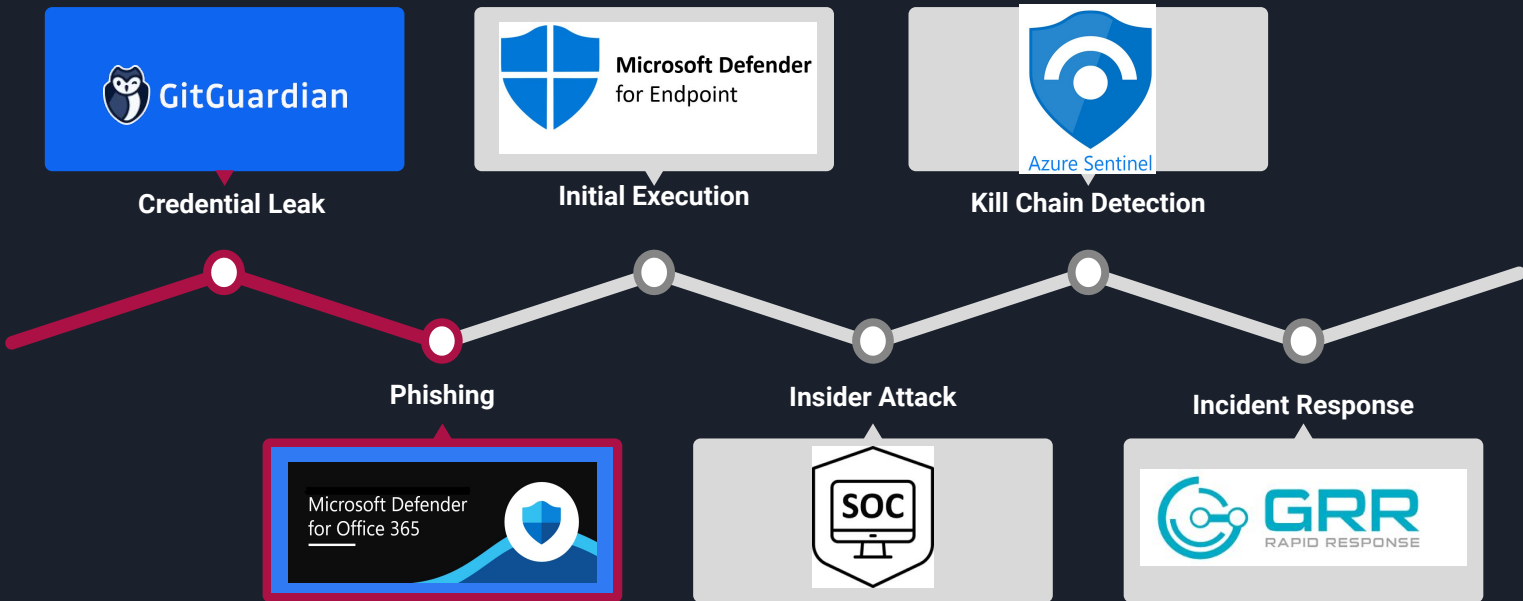 GitGuardian
Microsoft Defender
for Endpoint
Azure Sentinel
Credential Leak
Initial Execution
Kill Chain Detection
Phishing
Insider Attack
Incident Response
Microsoft Defender
for Office 365
SOC
GRR
RAPID RESPONSE